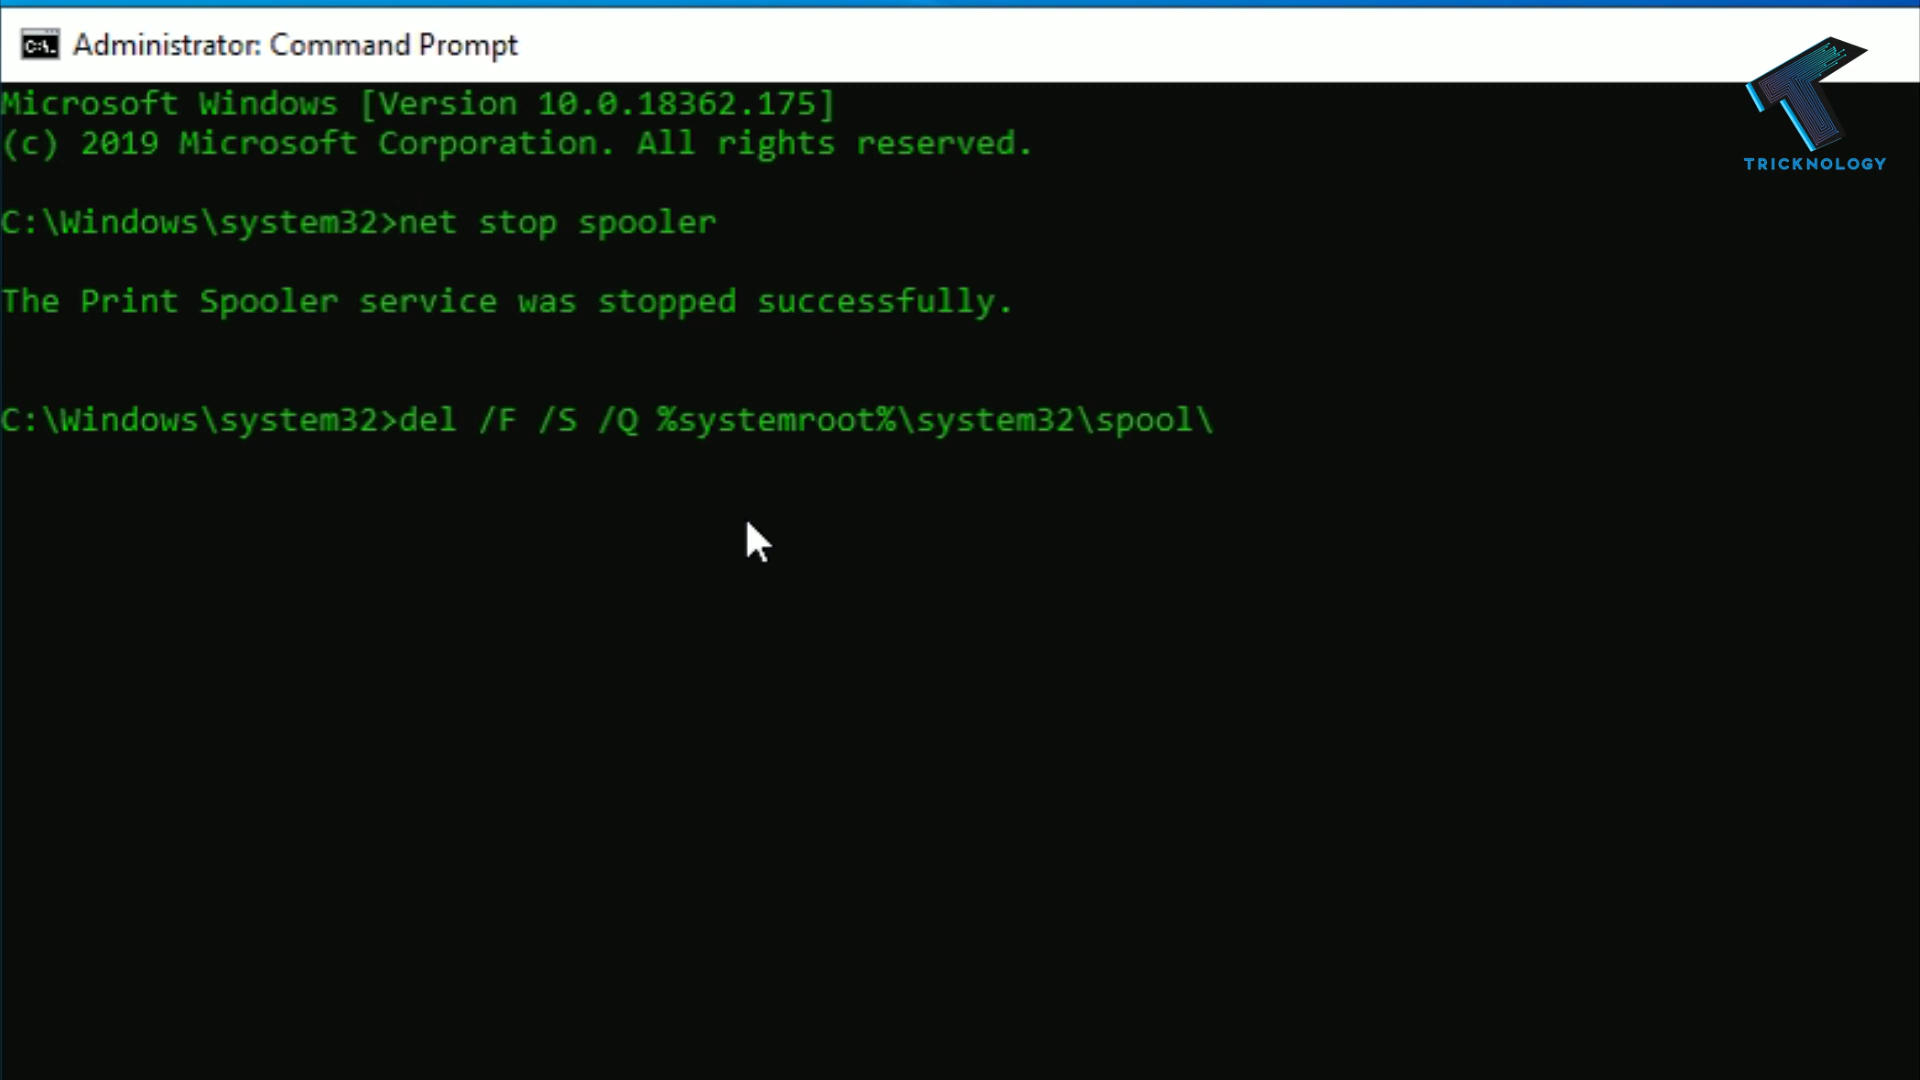 Administrator: Command Prompt
Microsoft Windows [Version 10.0.18362.175]
(c) 2019 Microsoft Corporation. All rights reserved.
TRICKNOLOGY
C:\Windows\system32>net stop spooler
The Print Spooler service was stopped successfully.
C:\Windows\system32>del /F /S /Q %systemroot%\system32\spool\